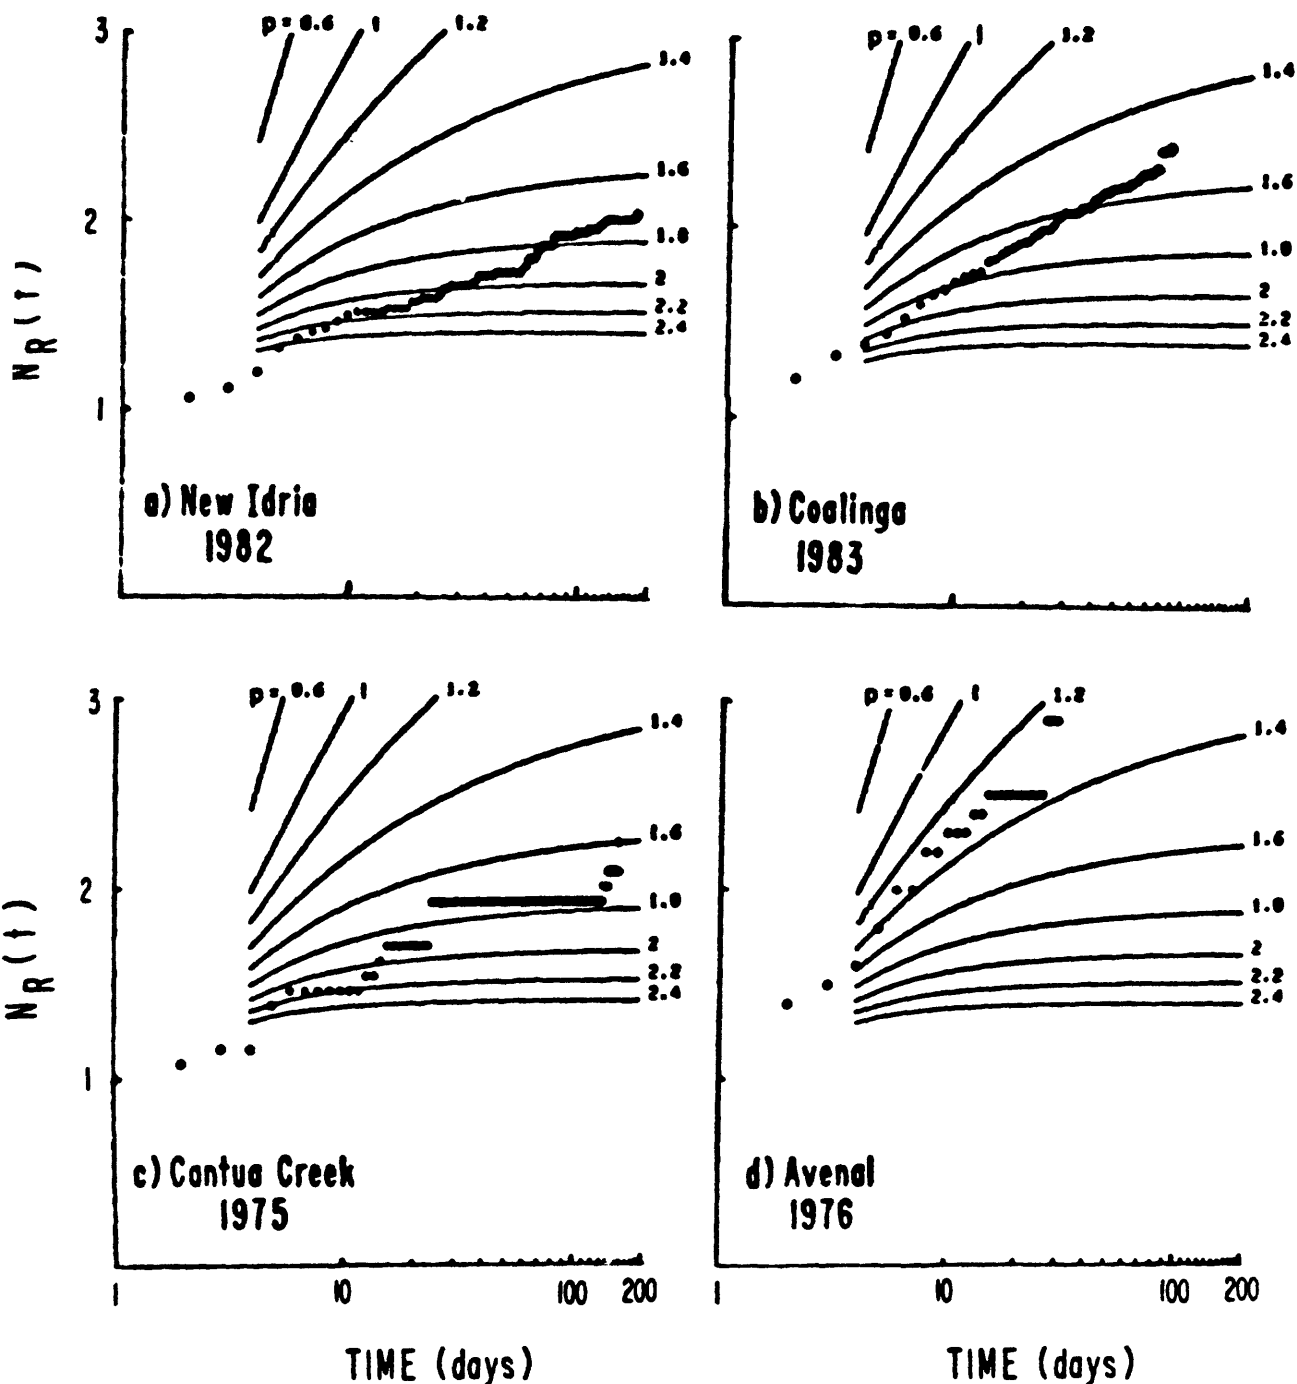 3
p = 0.6 1 1.2
1.4
1.6
1.8
2
2.2
2.4
2
1
N_R(t)
a) New Idria
1982
p = 0.6 1 1.2
1.4
1.6
1.8
2
2.2
2.4
b) Coalinga
1983
3
p = 0.6 1 1.2
1.4
1.6
1.8
2
2.2
2.4
2
1
N_R(t)
c) Cantua Creek
1975
1 10 100 200
TIME (days)
p = 0.6 1 1.2
1.4
1.6
1.8
2
2.2
2.4
d) Avenal
1976
1 10 100 200
TIME (days)